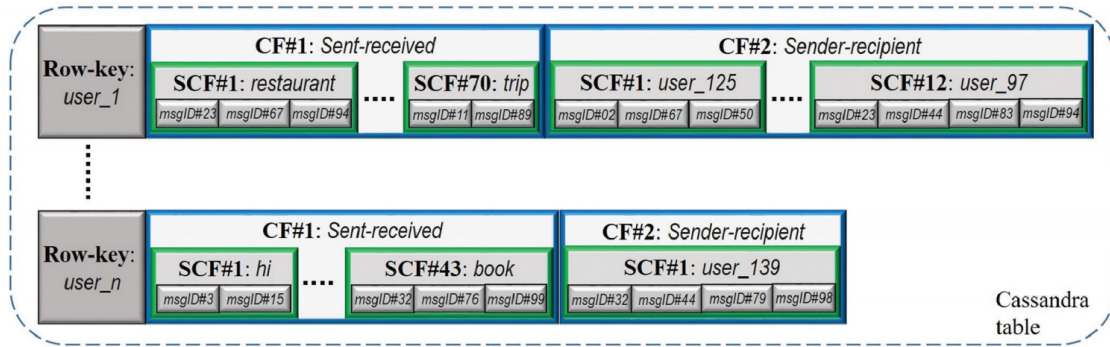 Row-key:
user_1
CF#1: Sent-received
SCF#1: restaurant
msgID#23 msgID#67 msgID#94
....
SCF#70: trip
msgID#11 msgID#89
CF#2: Sender-recipient
SCF#1: user_125
msgID#02 msgID#67 msgID#50
....
SCF#12: user_97
msgID#23 msgID#44 msgID#83 msgID#94
Row-key:
user_n
CF#1: Sent-received
SCF#1: hi
msgID#3 msgID#15
....
SCF#43: book
msgID#32 msgID#76 msgID#99
CF#2: Sender-recipient
SCF#1: user_139
msgID#32 msgID#44 msgID#79 msgID#98
Cassandra
table